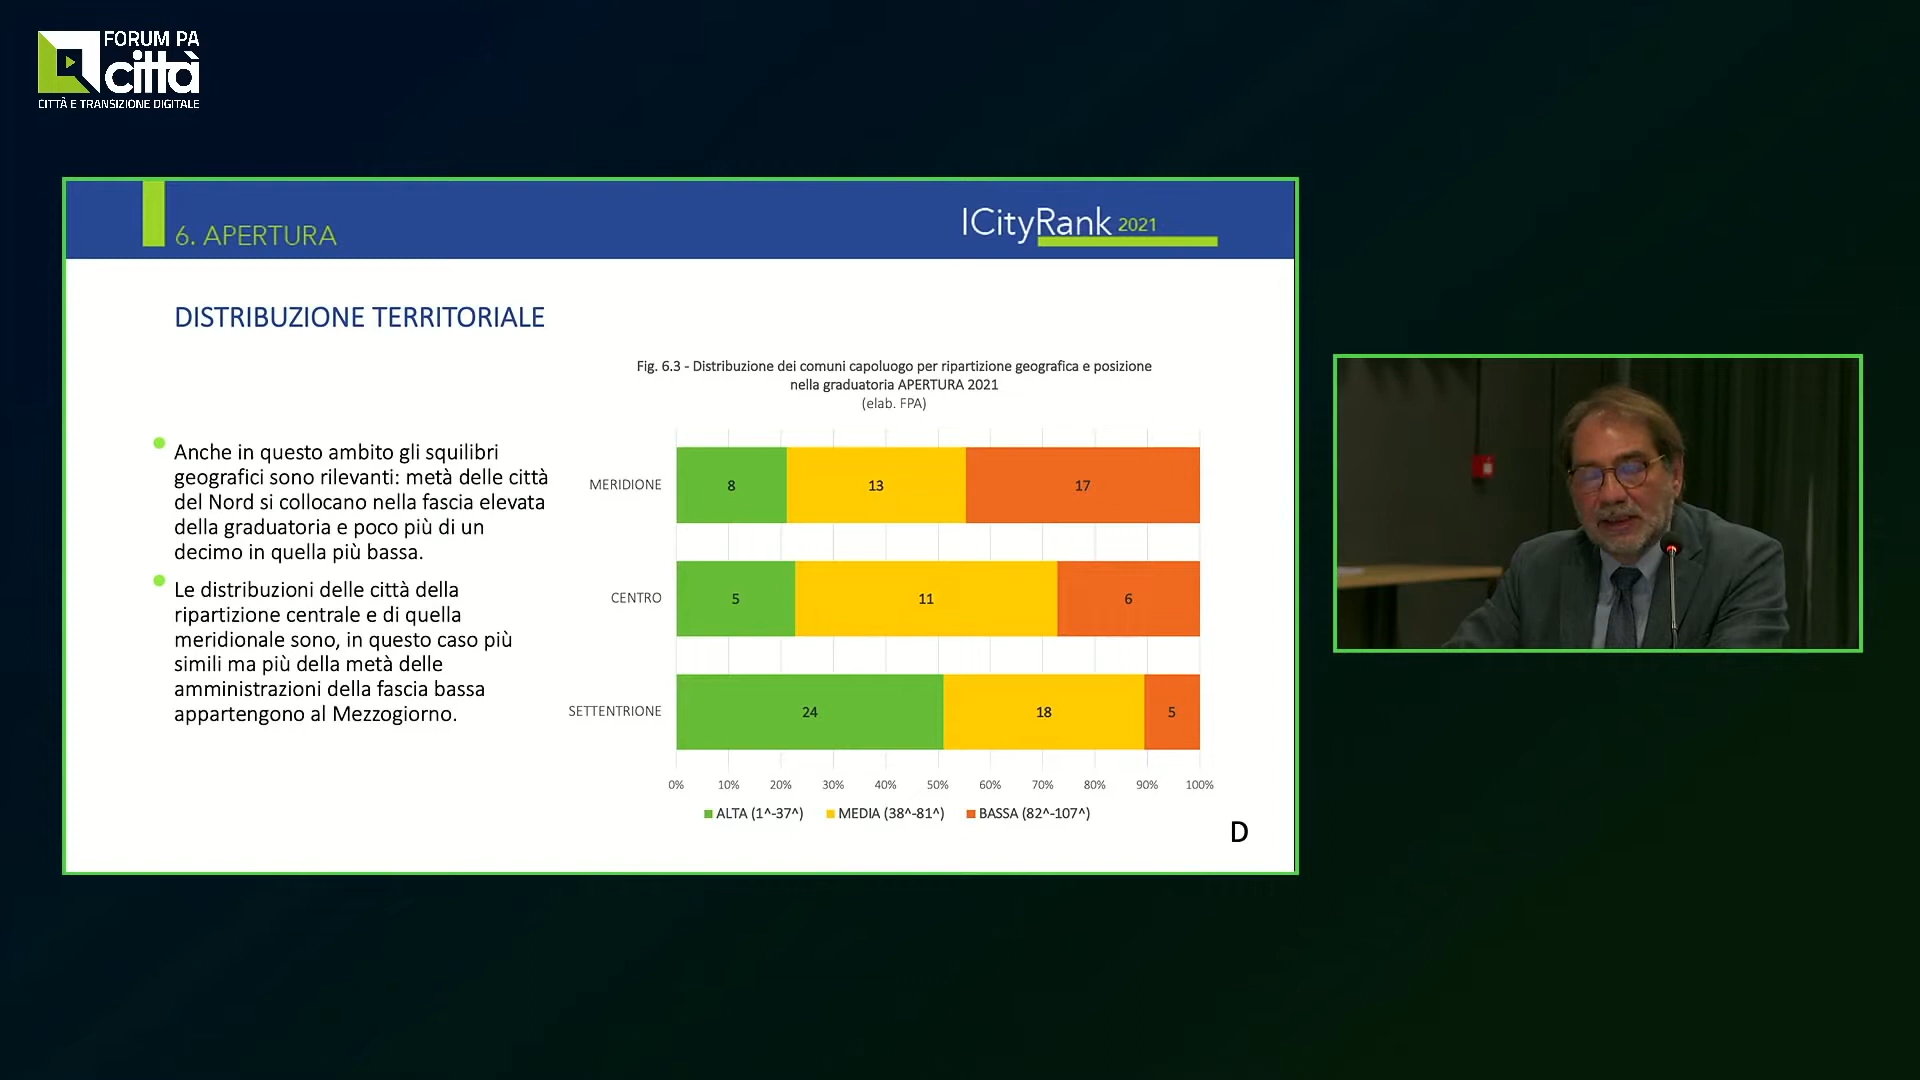 FORUM PA
città
CITTÀ E TRANSIZIONE DIGITALE
6. APERTURA
ICityRank 2021
DISTRIBUZIONE TERRITORIALE
Anche in questo ambito gli squilibri
geografici sono rilevanti: metà delle città
del Nord si collocano nella fascia elevata
della graduatoria e poco più di un
decimo in quella più bassa.
Le distribuzioni delle città della
ripartizione centrale e di quella
meridionale sono, in questo caso più
simili ma più della metà delle
amministrazioni della fascia bassa
appartengono al Mezzogiorno.
Fig. 6.3 - Distribuzione dei comuni capoluogo per ripartizione geografica e posizione
nella graduatoria APERTURA 2021
(elab. FPA)
MERIDIONE 8 13 17
CENTRO 5 11 6
SETTENTRIONE 24 18 5
0% 10% 20% 30% 40% 50% 60% 70% 80% 90% 100%
ALTA (1^-37^) MEDIA (38^-81^) BASSA (82^-107^)
D